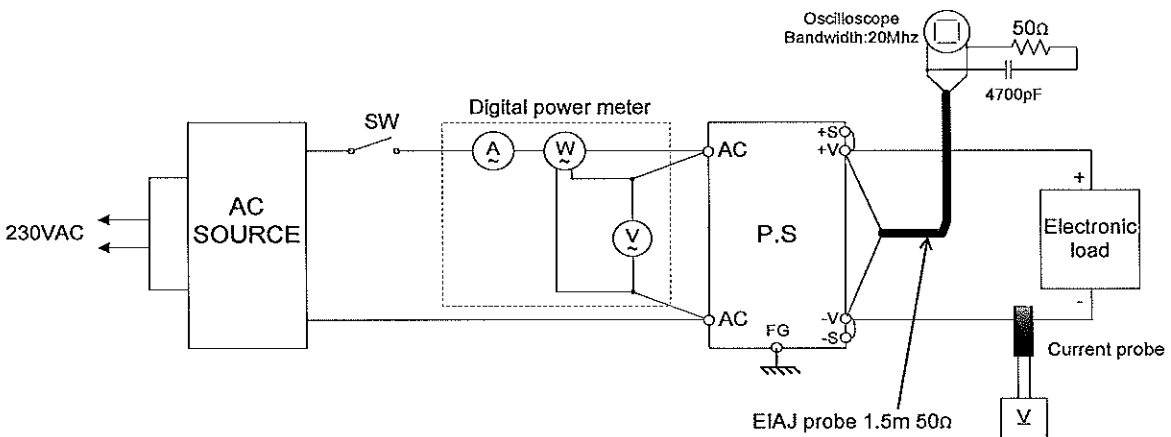 Oscilloscope
Bandwidth:20Mhz
50Ω
4700pF
Digital power meter
SW
A
W
V
AC
AC
+S
+V
-V
-S
FG
P.S
AC
SOURCE
230VAC
+
Electronic
load
-
Current probe
V
EIAJ probe 1.5m 50Ω